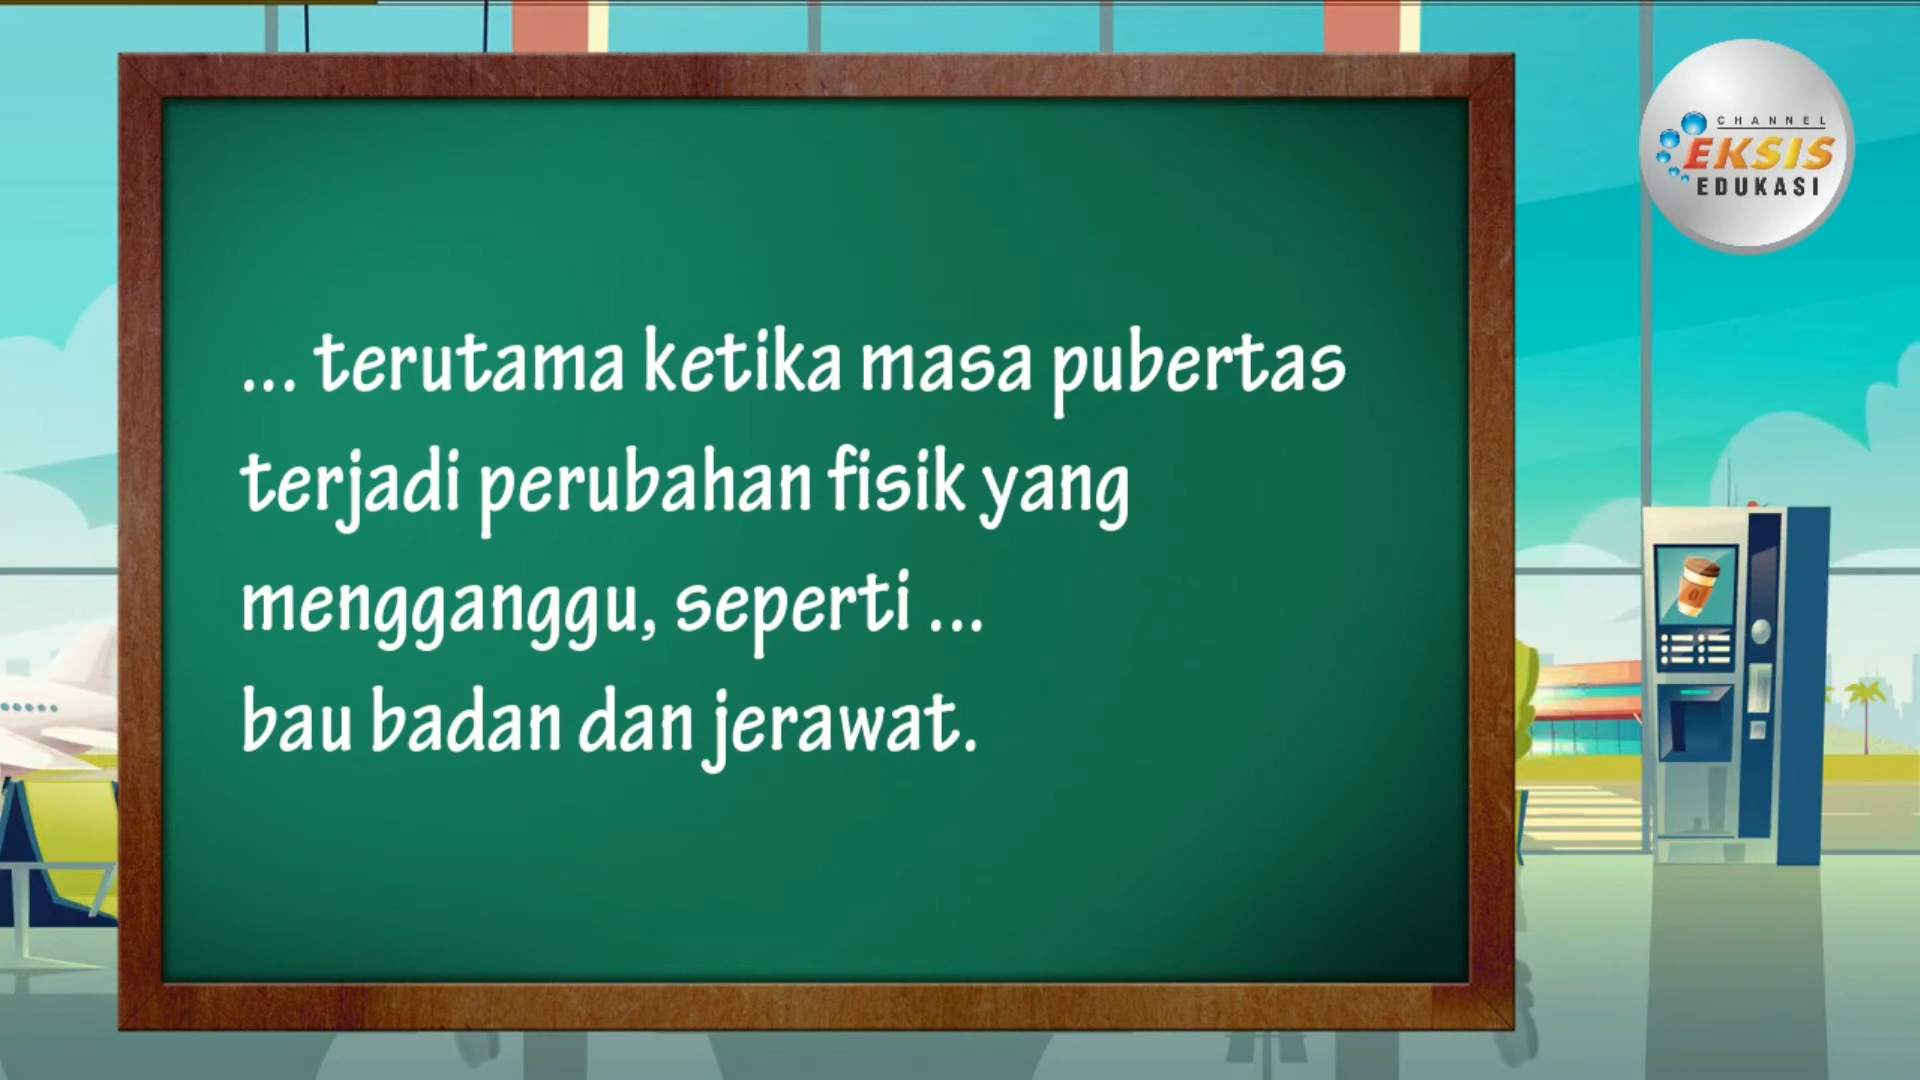 ... terutama ketika masa pubertas
terjadi perubahan fisik yang
mengganggu, seperti ...
bau badan dan jerawat.
CHANNEL
EKSIS
EDUKASI